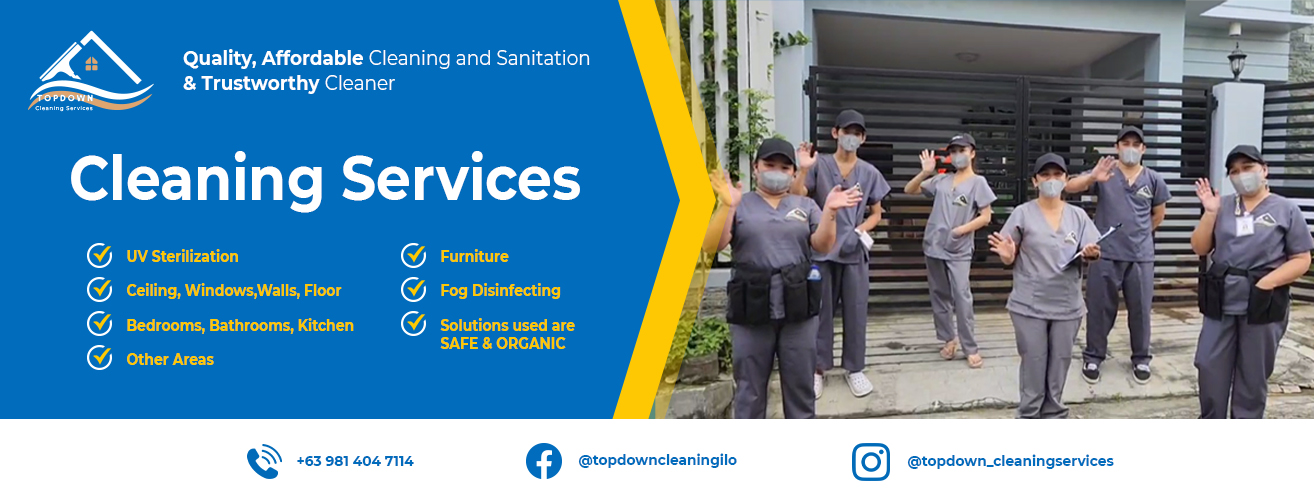 TOPDOWN
Cleaning Services
Quality, Affordable Cleaning and Sanitation
& Trustworthy Cleaner
Cleaning Services
UV Sterilization
Ceiling, Windows,Walls, Floor
Bedrooms, Bathrooms, Kitchen
Other Areas
Furniture
Fog Disinfecting
Solutions used are
SAFE & ORGANIC
+63 981 404 7114
@topdowncleaningilo
@topdown_cleaningservices